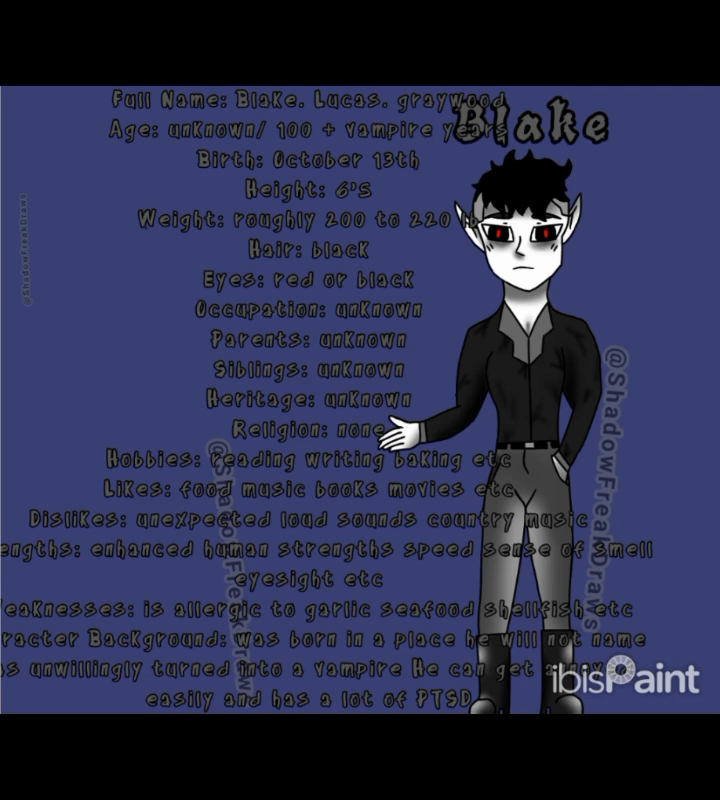 Full Name: Blake. Lucas. graywood
Blake
Age: unknown/ 100 + vampire years
Birth: October 13th
Height: 6'5
Weight: roughly 200 to 220 lb
Hair: black
Eyes: red or black
Occupation: unknown
Parents: unknown
Siblings: unknown
Heritage: unknown
Religion: none
Hobbies: reading writing baking etc
Likes: food music books movies etc
Dislikes: unexpected loud sounds country music
engths: enhanced human strengths speed sense of smell
eyesight etc
eaknesses: is allergic to garlic seafood shellfish etc
racter Background: was born in a place he will not name
s unwillingly turned into a vampire He can get
easily and has a lot of PTSD
@ShadowFreakDraws
@ShadowFreakDraws
@ShadowFreakDraws
ibisPaint